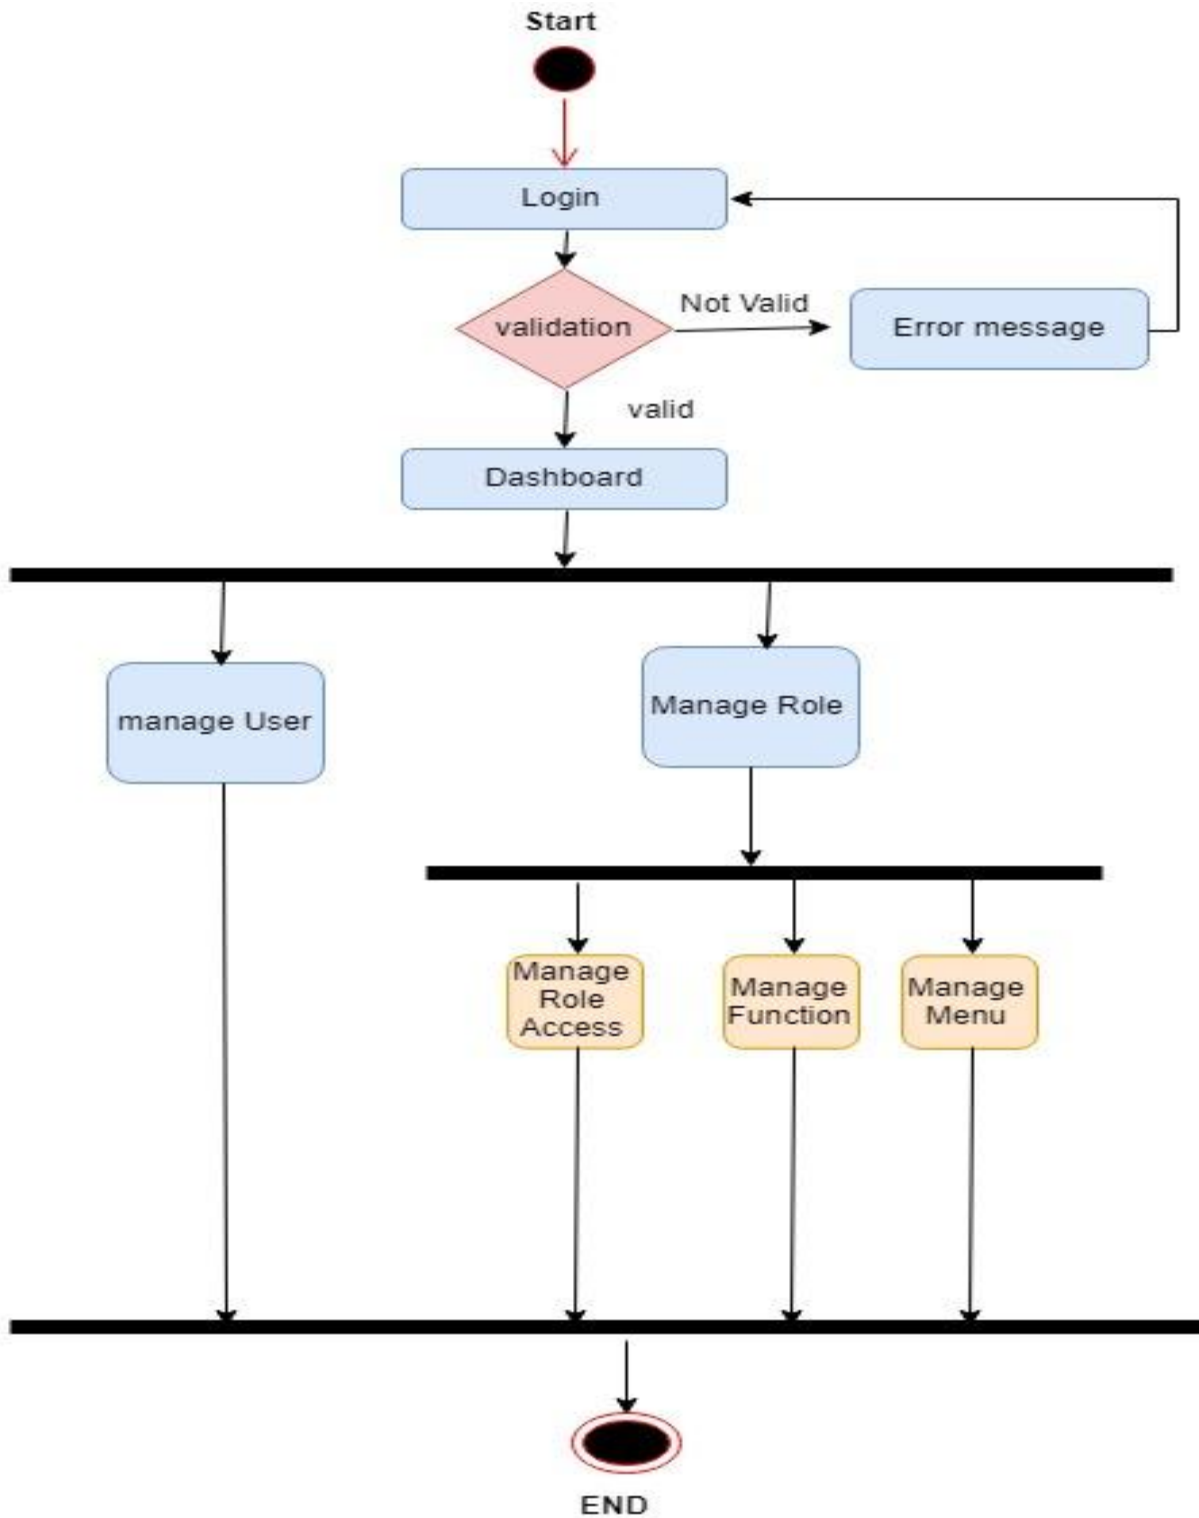 Start
Login
Not Valid
validation
Error message
valid
Dashboard
manage User
Manage Role
Manage
Role
Access
Manage
Function
Manage
Menu
END